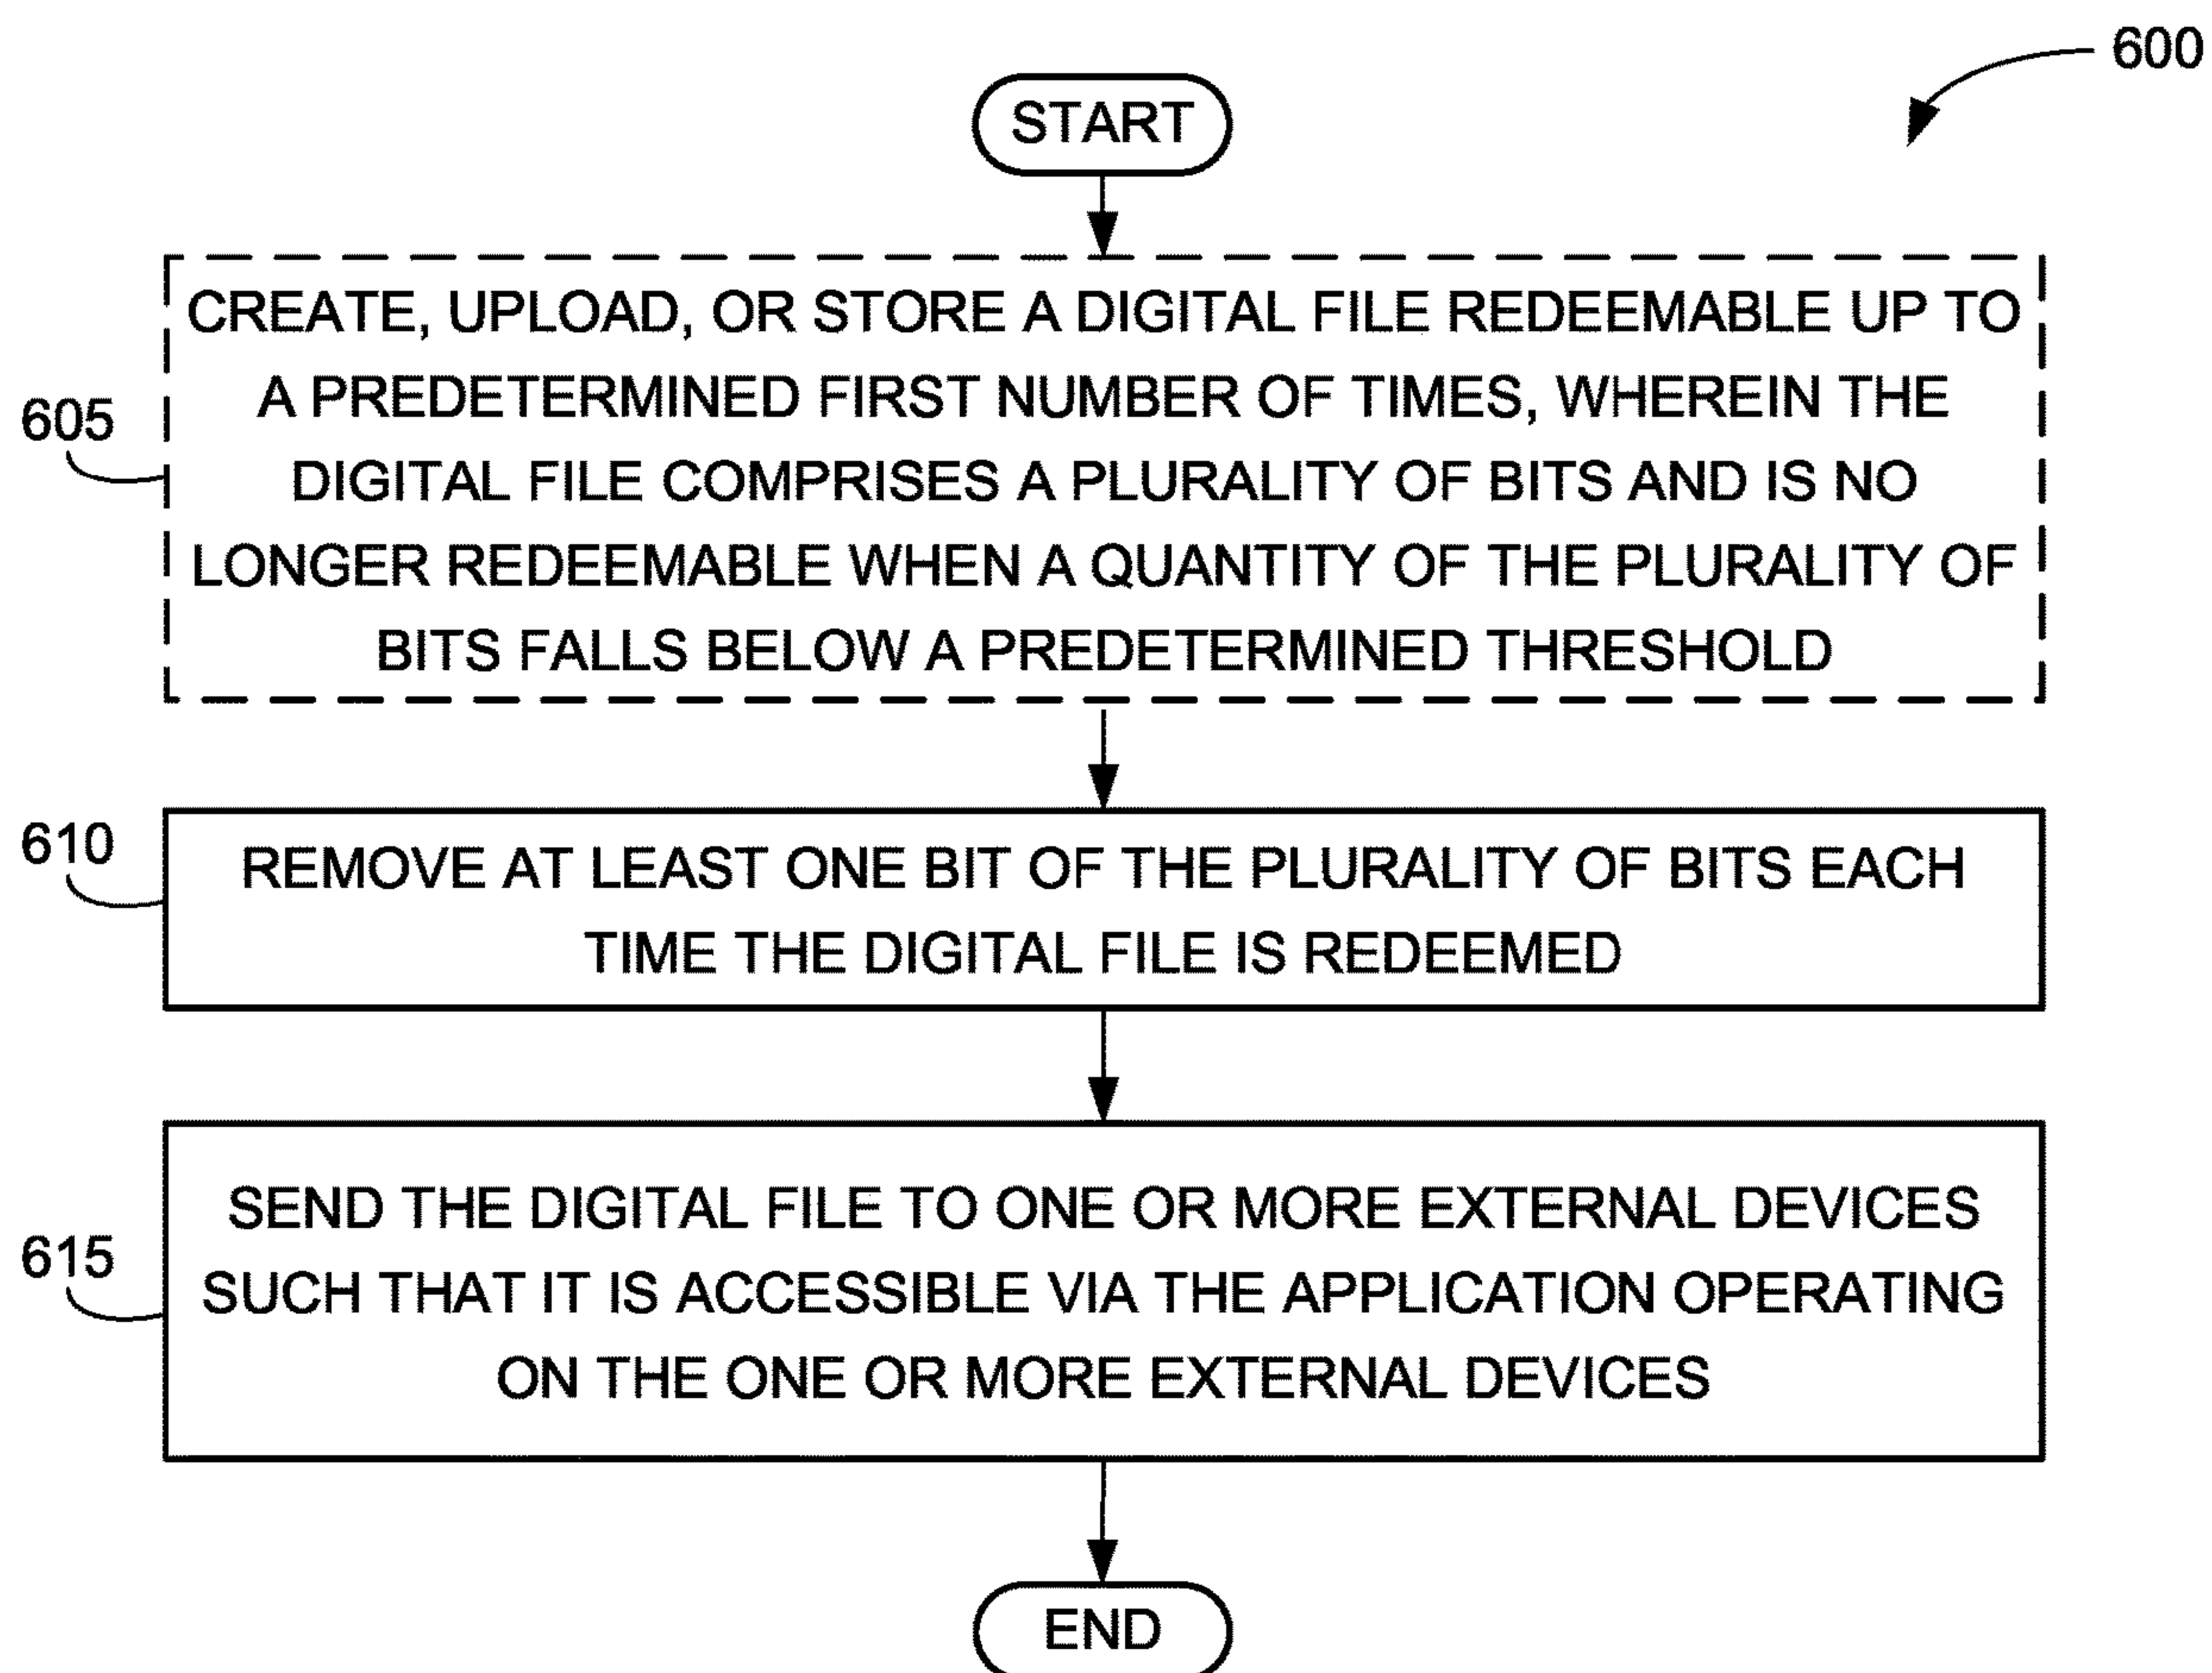 600
START
CREATE, UPLOAD, OR STORE A DIGITAL FILE REDEEMABLE UP TO
A PREDETERMINED FIRST NUMBER OF TIMES, WHEREIN THE
605
DIGITAL FILE COMPRISES A PLURALITY OF BITS AND IS NO
LONGER REDEEMABLE WHEN A QUANTITY OF THE PLURALITY OF
BITS FALLS BELOW A PREDETERMINED THRESHOLD
610
REMOVE AT LEAST ONE BIT OF THE PLURALITY OF BITS EACH
TIME THE DIGITAL FILE IS REDEEMED
615
SEND THE DIGITAL FILE TO ONE OR MORE EXTERNAL DEVICES
SUCH THAT IT IS ACCESSIBLE VIA THE APPLICATION OPERATING
ON THE ONE OR MORE EXTERNAL DEVICES
END